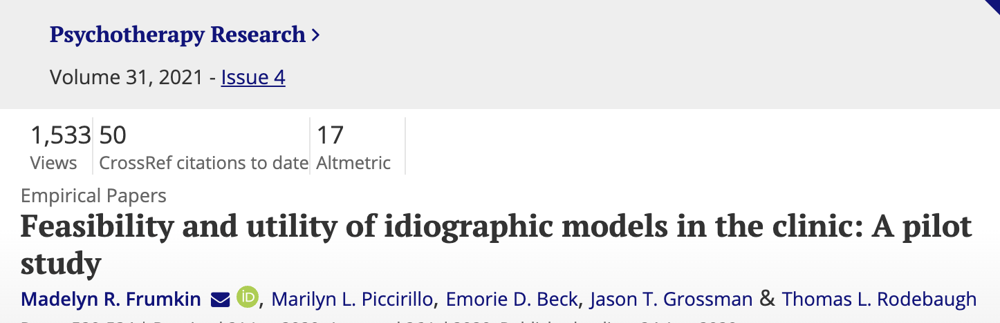 Psychotherapy Research >
Volume 31, 2021 - Issue 4
1,533 50 17
Views CrossRef citations to date Altmetric
Empirical Papers
Feasibility and utility of idiographic models in the clinic: A pilot
study
Madelyn R. Frumkin iD, Marilyn L. Piccirillo, Emorie D. Beck, Jason T. Grossman & Thomas L. Rodebaugh